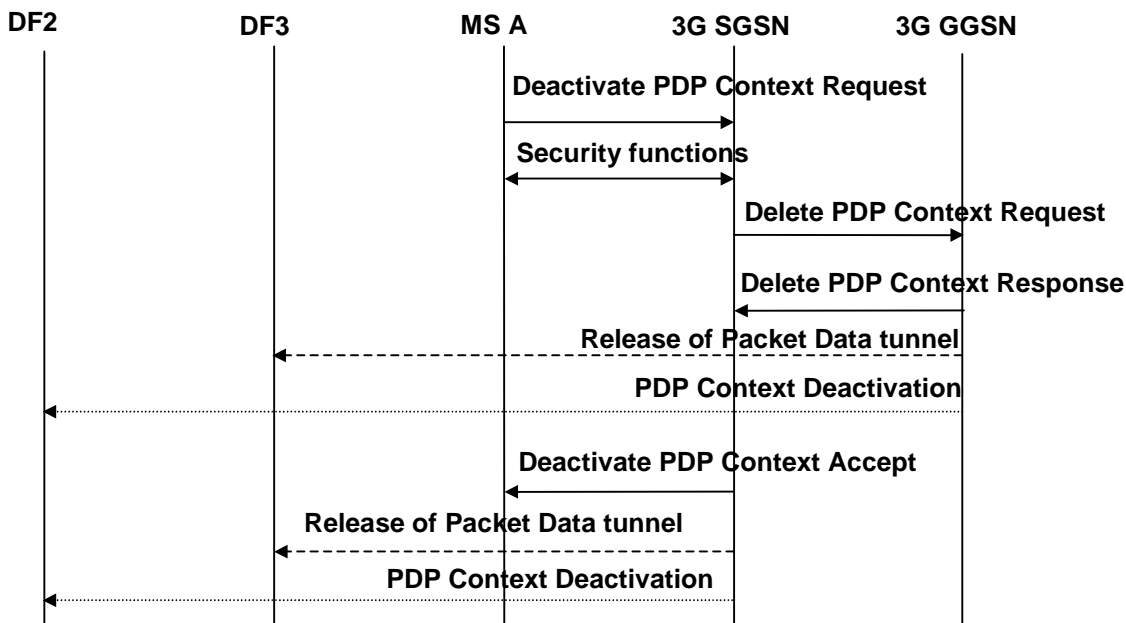 DF2
DF3
MS A
3G SGSN
3G GGSN
Deactivate PDP Context Request
Security functions
Delete PDP Context Request
Delete PDP Context Response
Release of Packet Data tunnel
PDP Context Deactivation
Deactivate PDP Context Accept
Release of Packet Data tunnel
PDP Context Deactivation